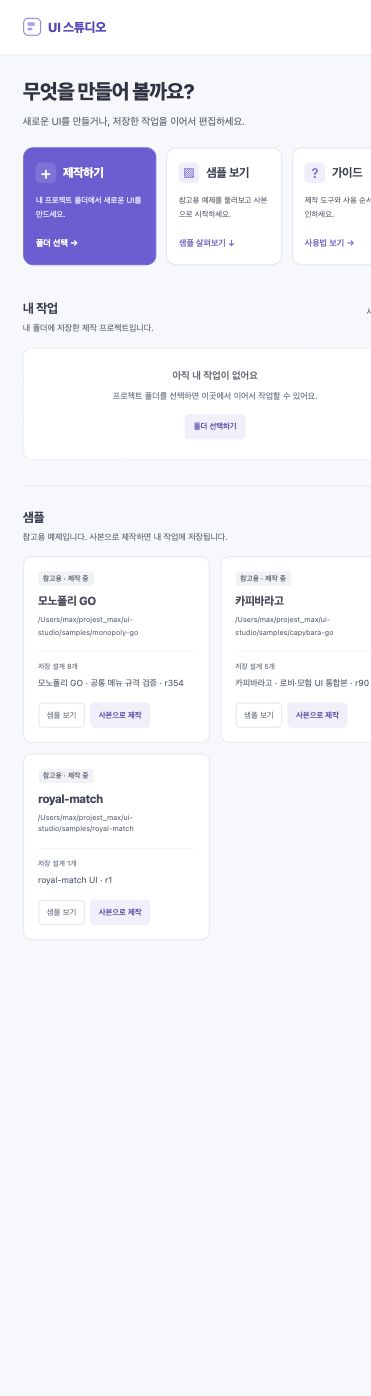 UI 스튜디오
무엇을 만들어 볼까요?
새로운 UI를 만들거나, 저장한 작업을 이어서 편집하세요.
제작하기
내 프로젝트 폴더에서 새로운 UI를
만드세요.
폴더 선택 →
샘플 보기
참고용 예제를 둘러보고 사본
으로 시작하세요.
샘플 살펴보기 ↓
?
가이드
제작 도구와 사용 순서
인하세요.
사용법 보기 →
내 작업
내 폴더에 저장한 제작 프로젝트입니다.
아직 내 작업이 없어요
프로젝트 폴더를 선택하면 이곳에서 이어서 작업할 수 있어요.
폴더 선택하기
샘플
참고용 예제입니다. 사본으로 제작하면 내 작업에 저장됩니다.
참고용 · 제작 중
모노폴리 GO
/Users/max/projest_max/ui-
studio/samples/monopoly-go
저장 설계 8개
모노폴리 GO · 공통 메뉴 규격 검증 · r354
샘플 보기
사본으로 제작
참고용 · 제작 중
카피바라고
/Users/max/projest_max/ui-
studio/samples/capybara-go
저장 설계 5개
카피바라고 · 로비·모험 UI 통합본 · r90
샘플 보기
사본으로 제작
참고용 · 제작 중
royal-match
/Users/max/projest_max/ui-
studio/samples/royal-match
저장 설계 1개
royal-match UI · r1
샘플 보기
사본으로 제작